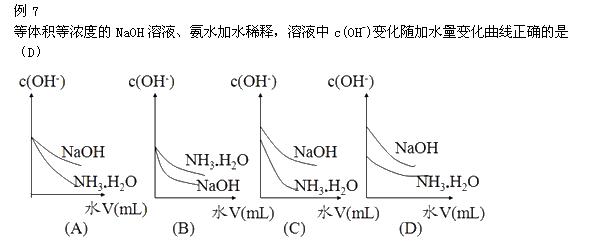 例 7
等体积等浓度的 NaOH 溶液、氨水加水稀释，溶液中 c(OH⁻)变化随加水量变化曲线正确的是
（D）
c(OH⁻) c(OH⁻) c(OH⁻) c(OH⁻)
NaOH NH₃.H₂O NaOH NaOH
NH₃.H₂O NaOH NH₃.H₂O NH₃.H₂O
水V(mL) 水V(mL) 水V(mL) 水V(mL)
(A) (B) (C) (D)